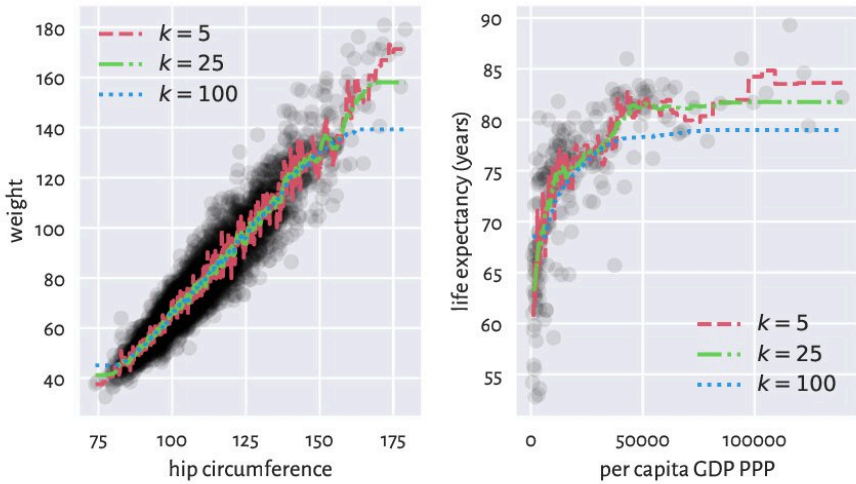 180
160
140
120
100
80
60
40
weight
k = 5
k = 25
k = 100
75
100
125
150
175
hip circumference
90
85
80
75
70
65
60
55
life expectancy (years)
k = 5
k = 25
k = 100
0
50000
100000
per capita GDP PPP